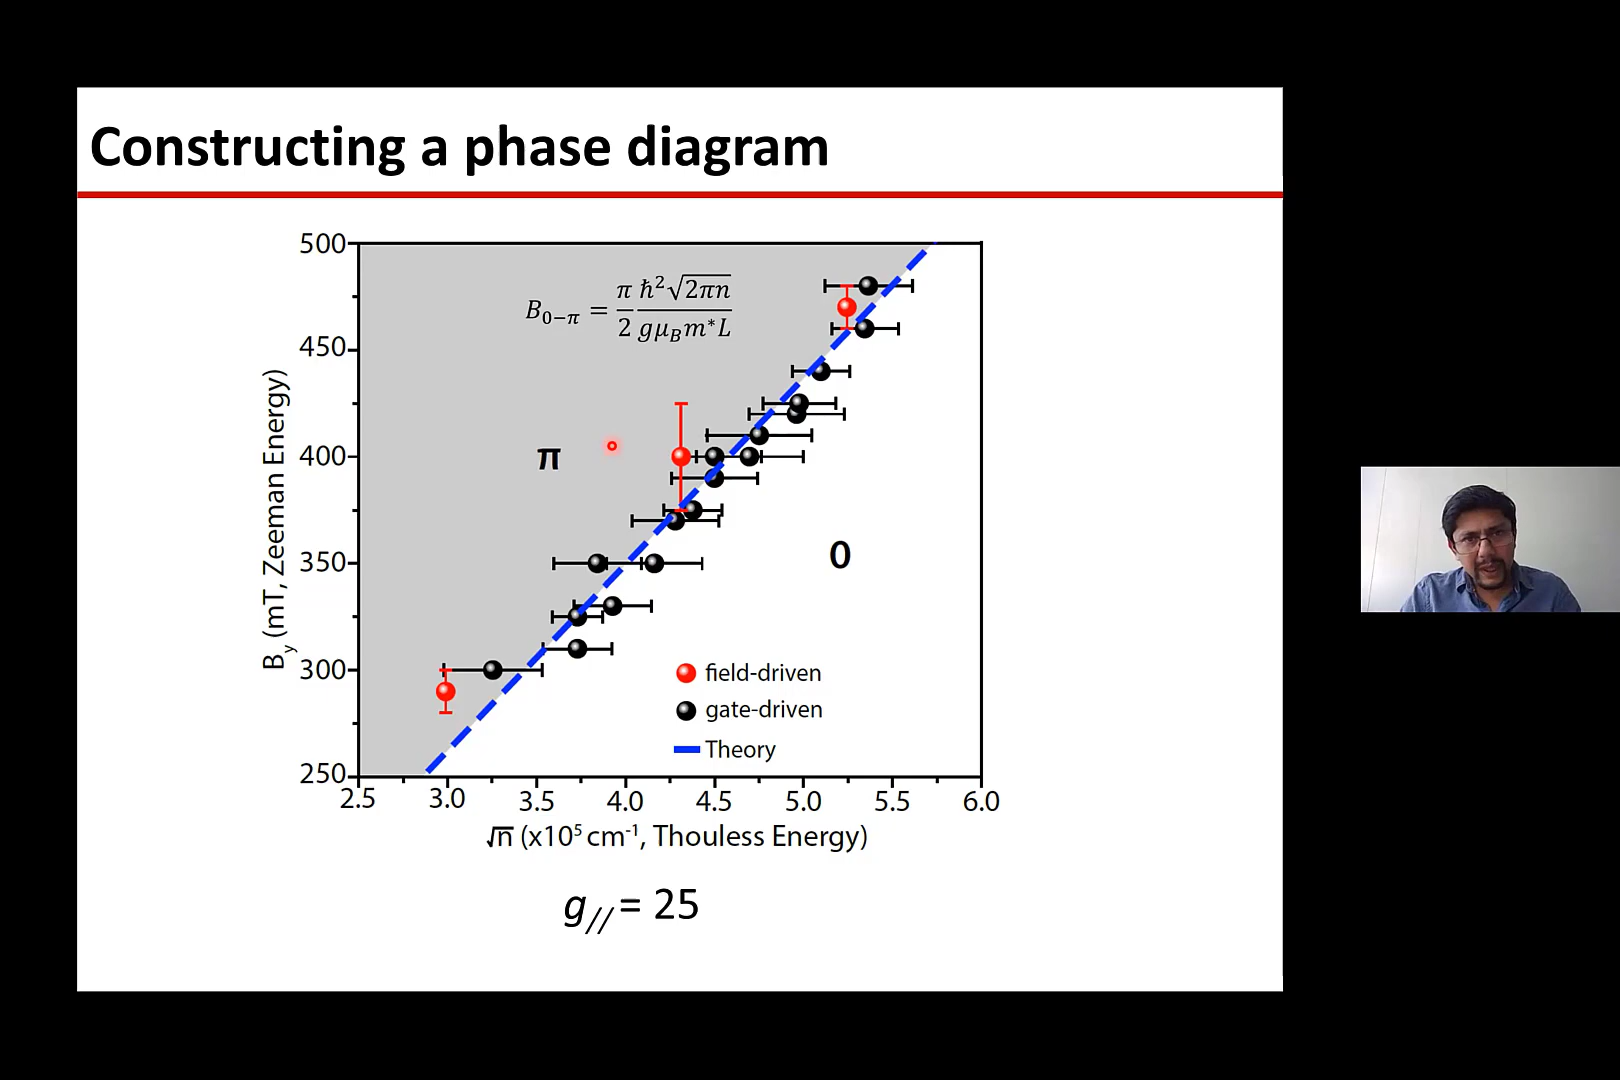 Constructing a phase diagram
500
450
400
350
300
250
B_y (mT, Zeeman Energy)
B_{0−π} = \frac{π}{2} \frac{ħ²√(2πn)}{gμ_B m*L}
π
0
field-driven
gate-driven
Theory
2.5 3.0 3.5 4.0 4.5 5.0 5.5 6.0
√n (x10⁵ cm⁻¹, Thouless Energy)
g_{//} = 25